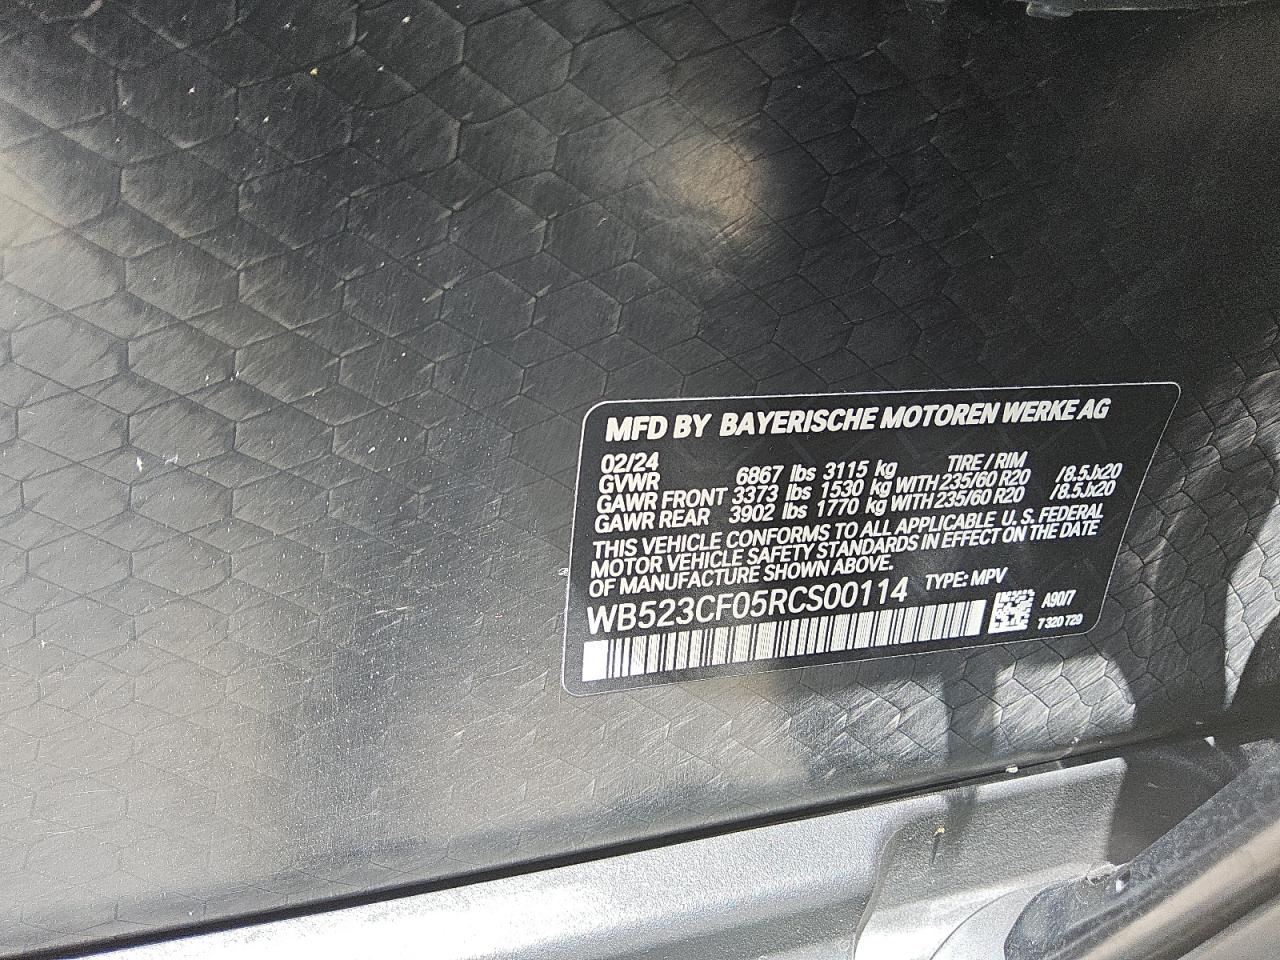 MFD BY BAYERISCHE MOTOREN WERKE AG
02/24 TIRE / RIM
GVWR 6867 lbs 3115 kg
GAWR FRONT 3373 lbs 1530 kg WITH 235/60 R20 /8.5Jx20
GAWR REAR 3902 lbs 1770 kg WITH 235/60 R20 /8.5Jx20
THIS VEHICLE CONFORMS TO ALL APPLICABLE U.S. FEDERAL
MOTOR VEHICLE SAFETY STANDARDS IN EFFECT ON THE DATE
OF MANUFACTURE SHOWN ABOVE.
WB523CF05RCS00114 TYPE: MPV
A90/7
7 320 729